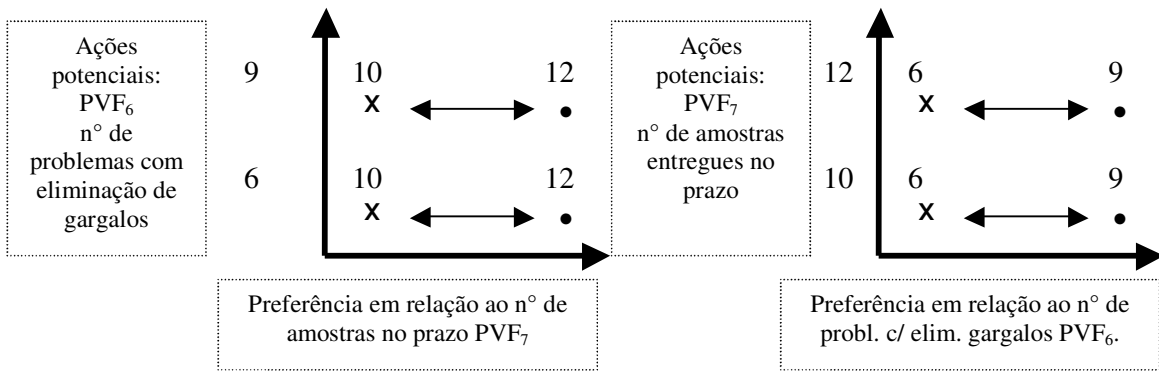 Ações
potenciais:
PVF₆
n° de
problemas com
eliminação de
gargalos
9 10 12
x
6 10 12
x
Preferência em relação ao n° de
amostras no prazo PVF₇
Ações
potenciais:
PVF₇
n° de amostras
entregues no
prazo
12 6 9
x
10 6 9
x
Preferência em relação ao n° de
probl. c/ elim. gargalos PVF₆.